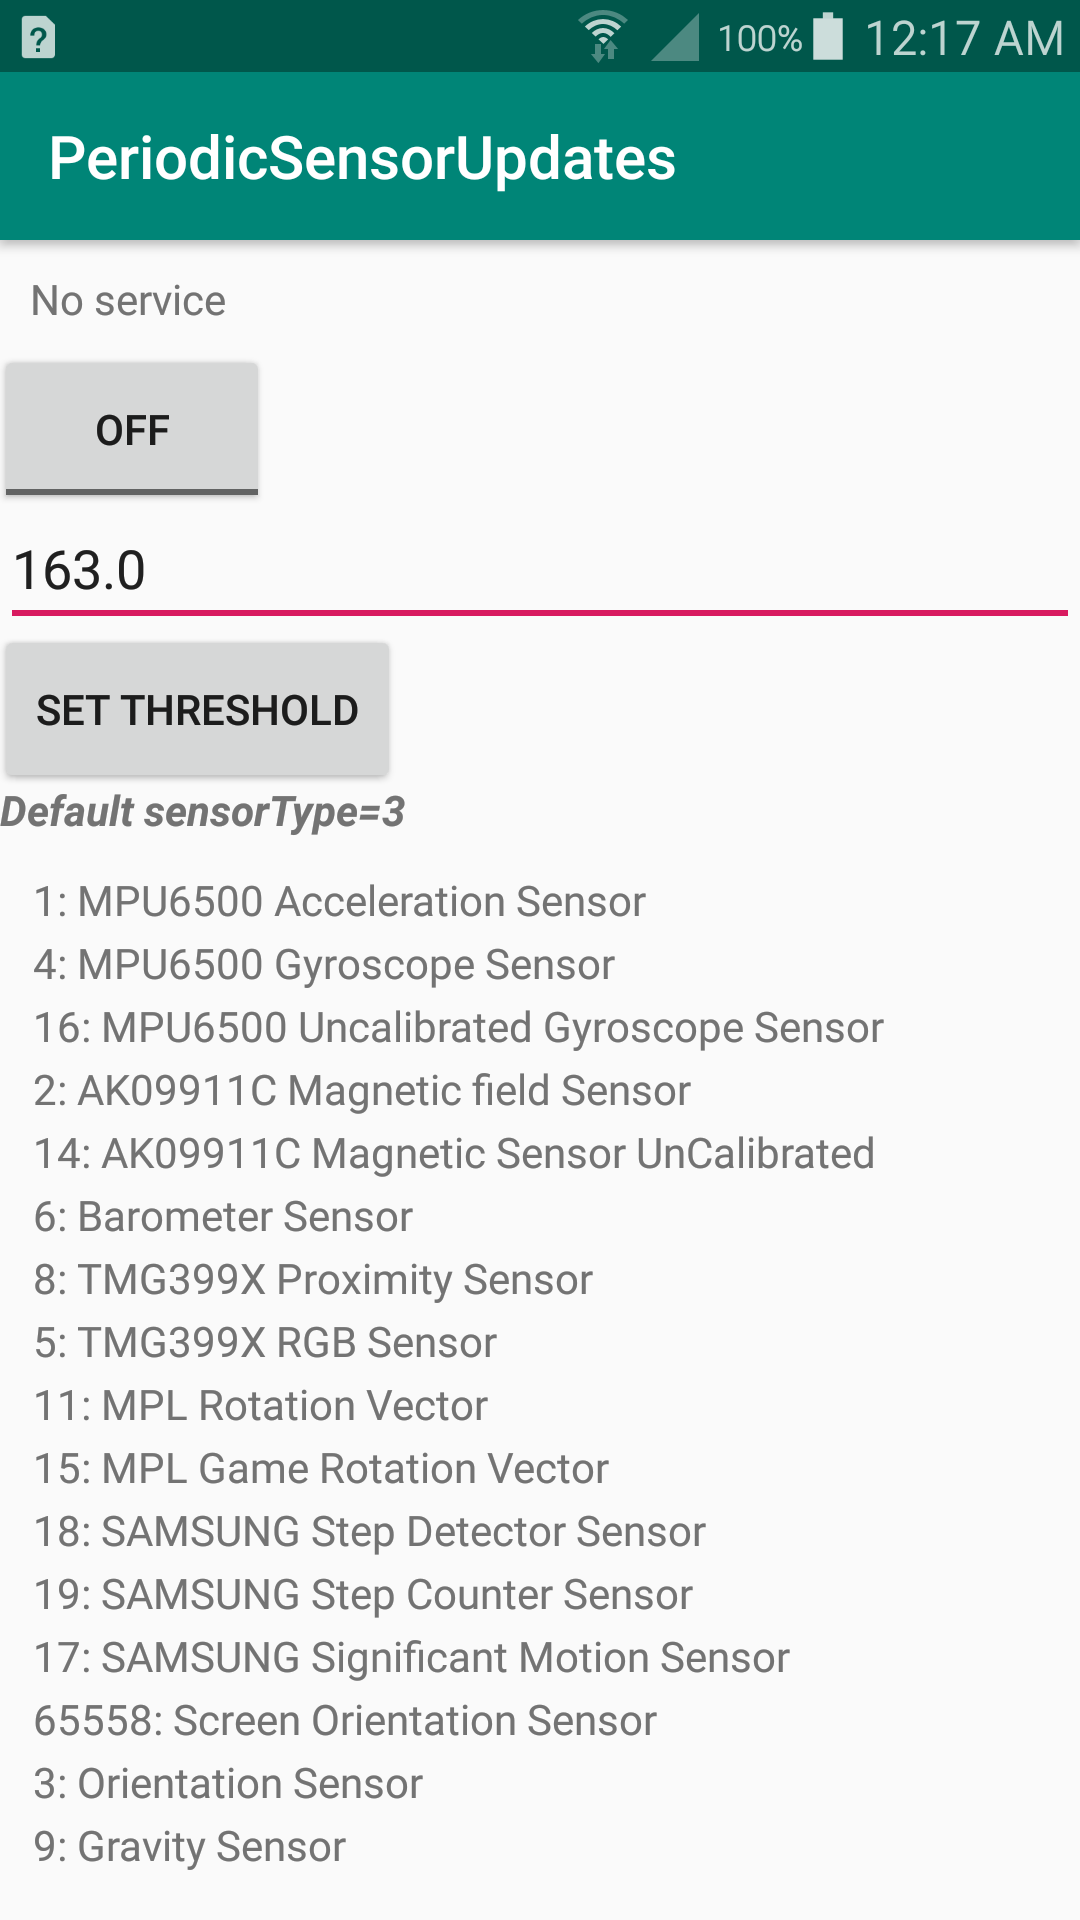 100% 12:17 AM
PeriodicSensorUpdates
No service
OFF
163.0
SET THRESHOLD
Default sensorType=3
1: MPU6500 Acceleration Sensor
4: MPU6500 Gyroscope Sensor
16: MPU6500 Uncalibrated Gyroscope Sensor
2: AK09911C Magnetic field Sensor
14: AK09911C Magnetic Sensor UnCalibrated
6: Barometer Sensor
8: TMG399X Proximity Sensor
5: TMG399X RGB Sensor
11: MPL Rotation Vector
15: MPL Game Rotation Vector
18: SAMSUNG Step Detector Sensor
19: SAMSUNG Step Counter Sensor
17: SAMSUNG Significant Motion Sensor
65558: Screen Orientation Sensor
3: Orientation Sensor
9: Gravity Sensor